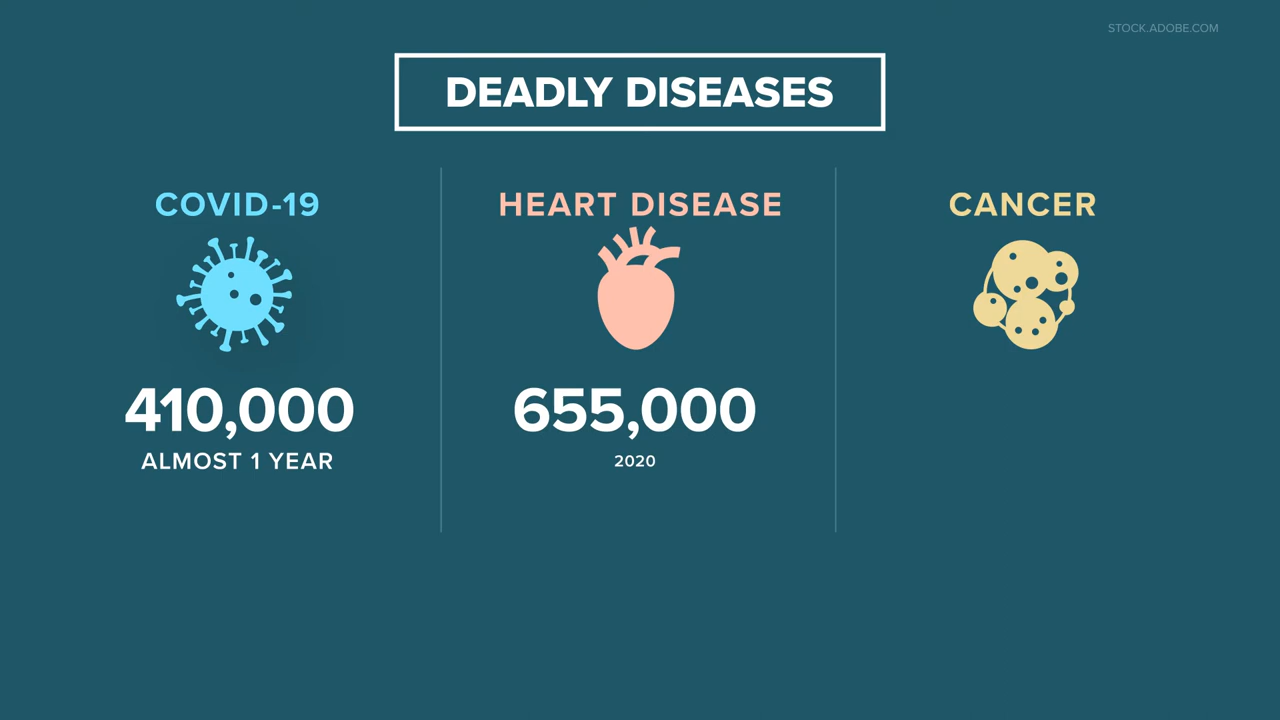 STOCK.ADOBE.COM
DEADLY DISEASES
COVID-19
410,000
ALMOST 1 YEAR
HEART DISEASE
655,000
2020
CANCER